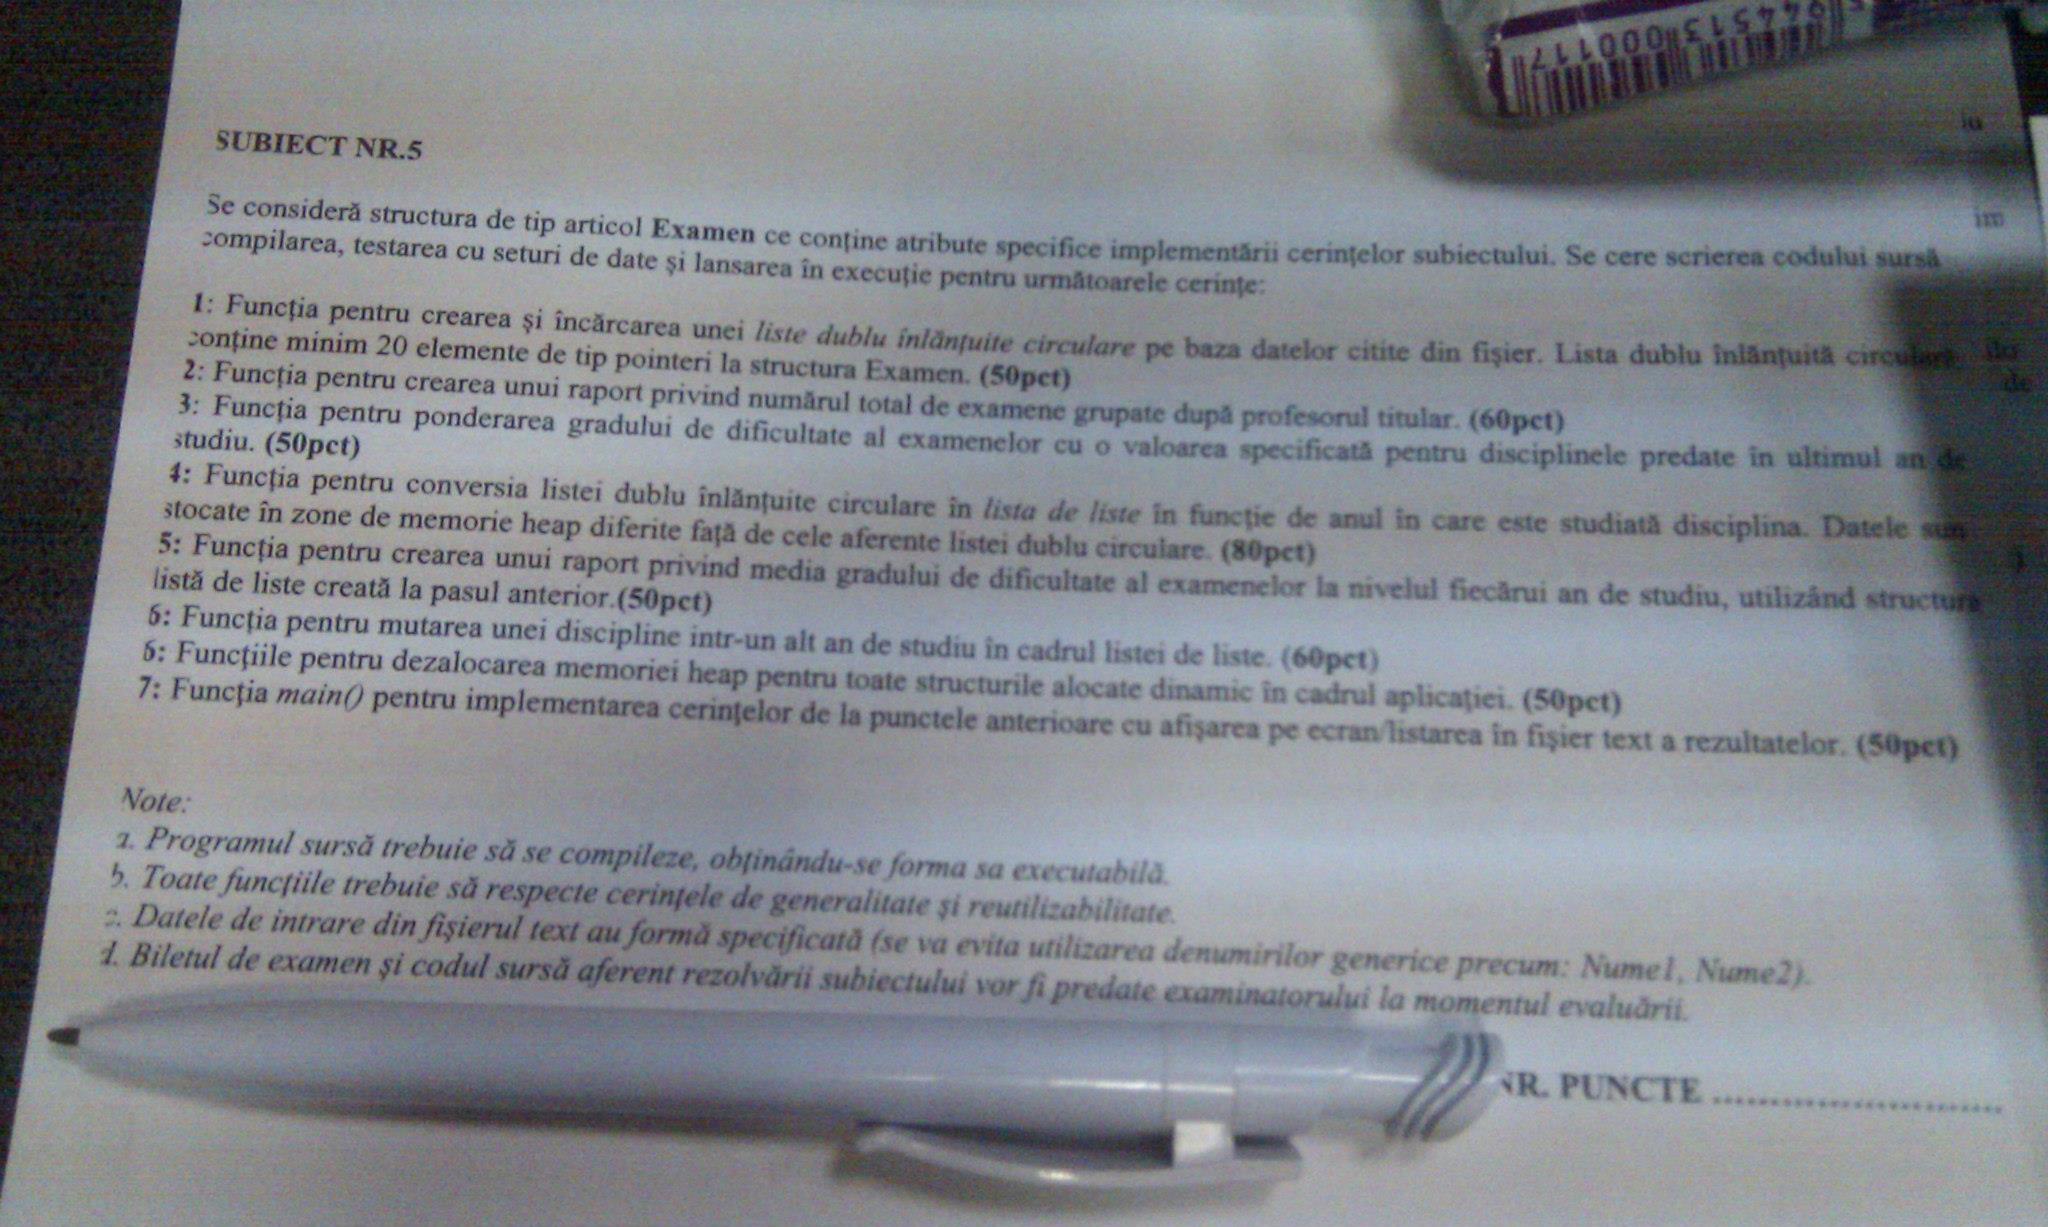 944513000117
SUBIECT NR.5
Se consideră structura de tip articol Examen ce conține atribute specifice implementării cerințelor subiectului. Se cere scrierea codului sursă
compilarea, testarea cu seturi de date și lansarea în execuție pentru următoarele cerințe:
1: Funcția pentru crearea și încărcarea unei liste dublu înlănțuite circulare pe baza datelor citite din fișier. Lista dublu înlănțuită circulară
conține minim 20 elemente de tip pointeri la structura Examen. (50pct)
2: Funcția pentru crearea unui raport privind numărul total de examene grupate după profesorul titular. (60pct)
3: Funcția pentru ponderarea gradului de dificultate al examenelor cu o valoarea specificată pentru disciplinele predate în ultimul an de
studiu. (50pct)
4: Funcția pentru conversia listei dublu înlănțuite circulare în lista de liste în funcție de anul în care este studiată disciplina. Datele sun
stocate în zone de memorie heap diferite față de cele aferente listei dublu circulare. (80pct)
5: Funcția pentru crearea unui raport privind media gradului de dificultate al examenelor la nivelul fiecărui an de studiu, utilizând structura
listă de liste creată la pasul anterior.(50pct)
6: Funcția pentru mutarea unei discipline intr-un alt an de studiu în cadrul listei de liste. (60pct)
6: Funcțiile pentru dezalocarea memoriei heap pentru toate structurile alocate dinamic în cadrul aplicației. (50pct)
7: Funcția main() pentru implementarea cerințelor de la punctele anterioare cu afișarea pe ecran/listarea în fișier text a rezultatelor. (50pct)
Note:
a. Programul sursă trebuie să se compileze, obținându-se forma sa executabilă.
b. Toate funcțiile trebuie să respecte cerințele de generalitate și reutilizabilitate.
c. Datele de intrare din fișierul text au formă specificată (se va evita utilizarea denumirilor generice precum: Nume1, Nume2).
d. Biletul de examen și codul sursă aferent rezolvării subiectului vor fi predate examinatorului la momentul evaluării.
NR. PUNCTE ............................